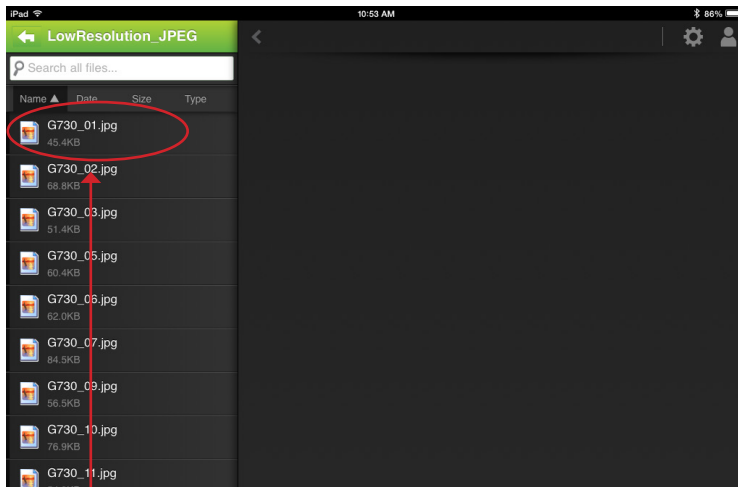 iPad 10:53 AM 86%
LowResolution_JPEG
Search all files...
Name Date Size Type
G730_01.jpg
45.4KB
G730_02.jpg
68.8KB
G730_03.jpg
51.4KB
G730_05.jpg
60.4KB
G730_06.jpg
62.0KB
G730_07.jpg
84.5KB
G730_09.jpg
56.5KB
G730_10.jpg
76.9KB
G730_11.jpg